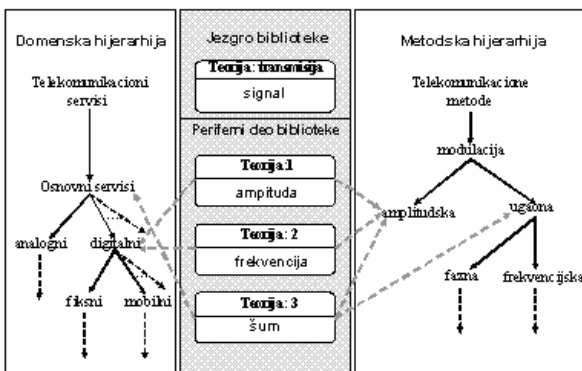 Domenska hijerarhija
Telekomunikacioni
servisi
Osnovni servisi
analogni
digitalni
fiksni
mobilni
Jezgro biblioteke
Teorija: transmisija
signal
Periferni deo biblioteke
Teorija: 1
ampituda
Teorija: 2
frekvencija
Teorija: 3
šum
Metodska hijerarhija
Telekomunikacione
metode
modulacija
amplitudska
ugaona
fazna
frekvencijska